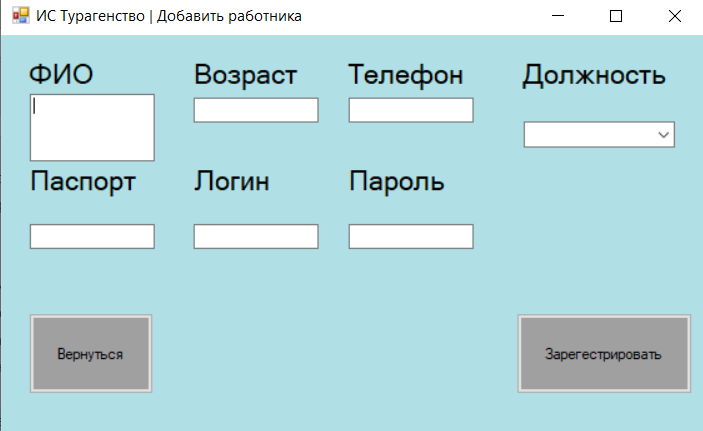 ИС Турагенство | Добавить работника
ФИО
Возраст
Телефон
Должность
Паспорт
Логин
Пароль
Вернуться
Зарегестрировать